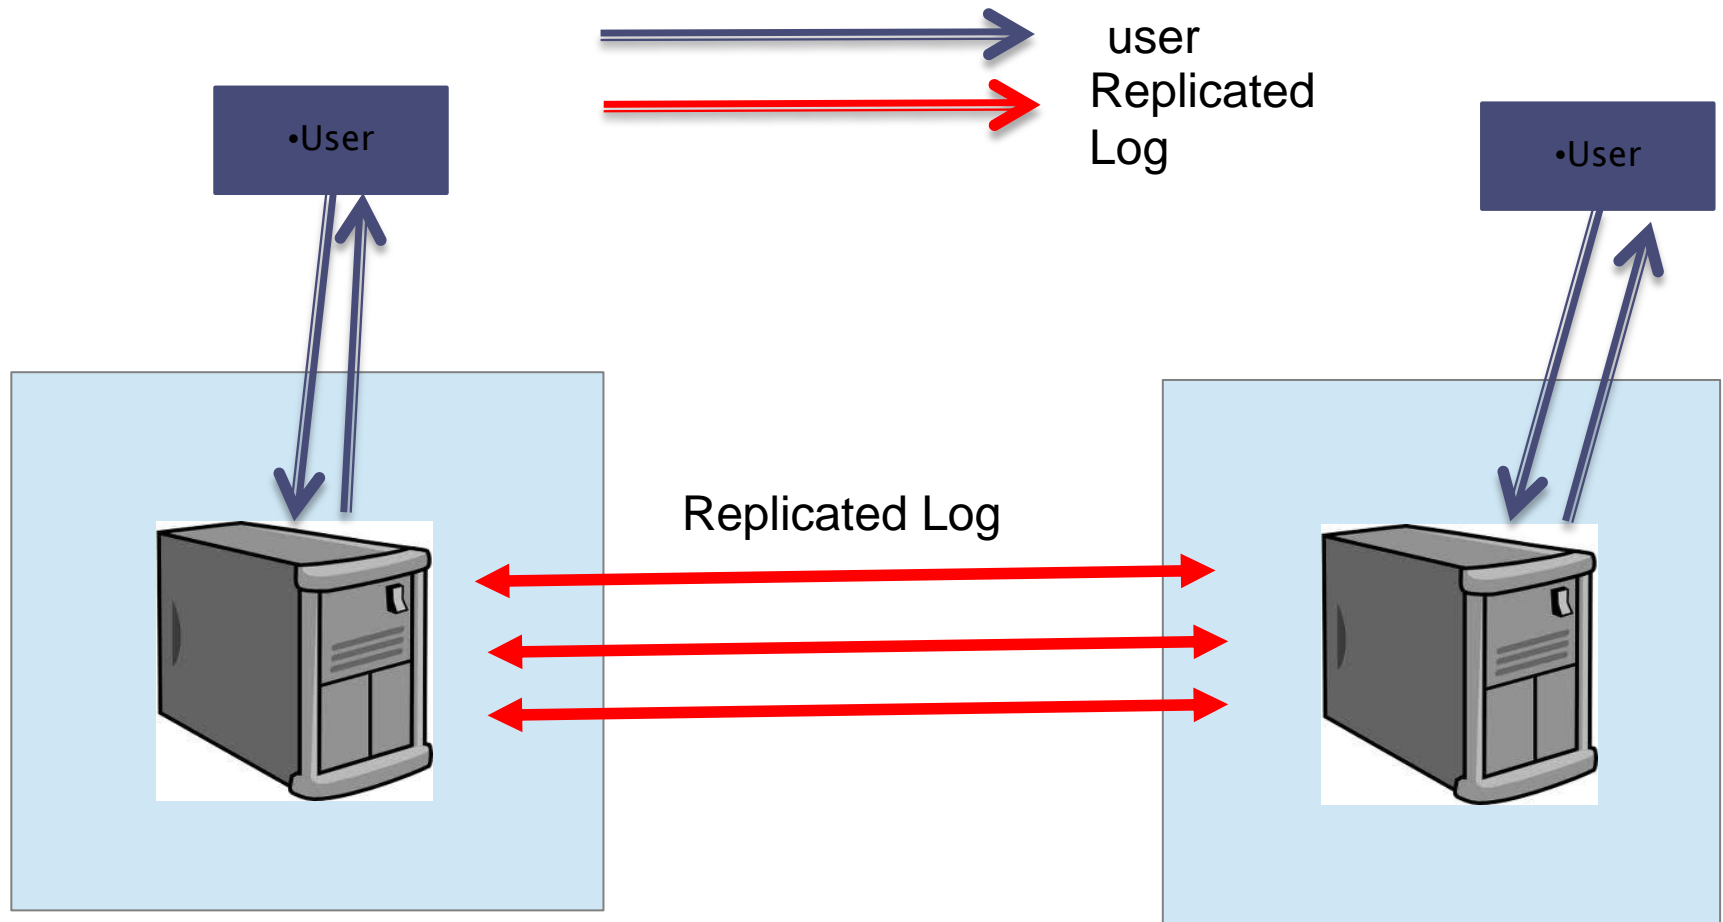 user
Replicated
Log
•User
•User
Replicated Log